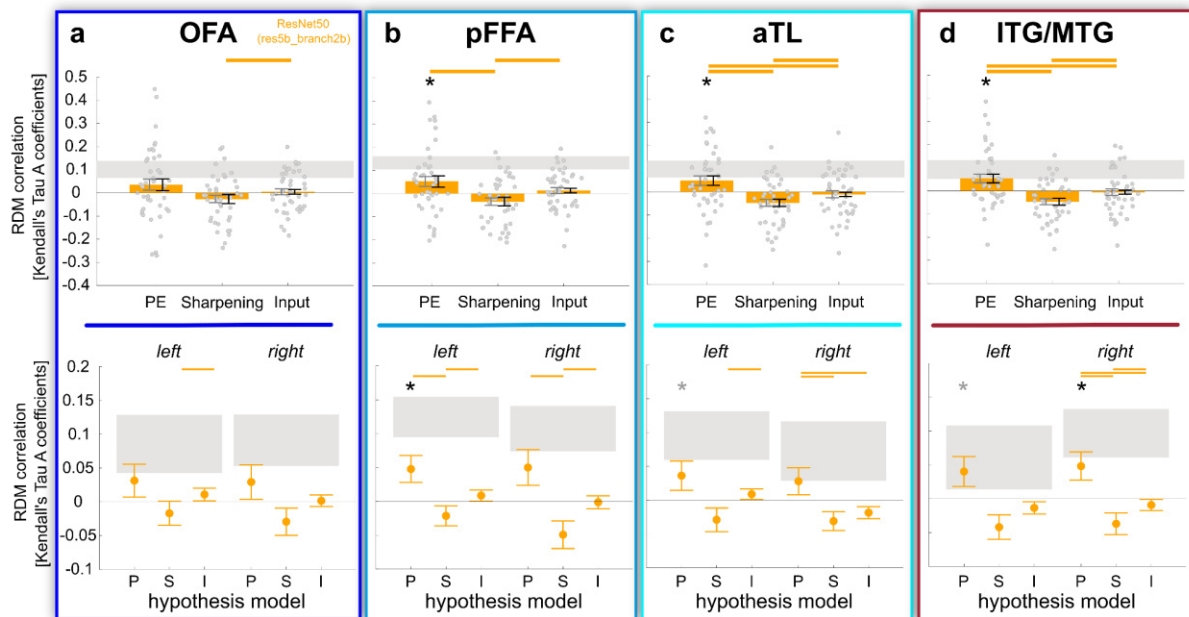 a OFA ResNet50
(res5b_branch2b)
b pFFA
c aTL
d ITG/MTG
RDM correlation
[Kendall's Tau A coefficients]
0.5
0.4
0.3
0.2
0.1
0
-0.1
-0.2
-0.3
-0.4
* * *
PE Sharpening Input
PE Sharpening Input
PE Sharpening Input
PE Sharpening Input
RDM correlation
[Kendall's Tau A coefficients]
0.2
0.15
0.1
0.05
0
-0.05
-0.1
left right
left right
left right
left right
* * * *
P S I P S I
P S I P S I
P S I P S I
P S I P S I
hypothesis model
hypothesis model
hypothesis model
hypothesis model